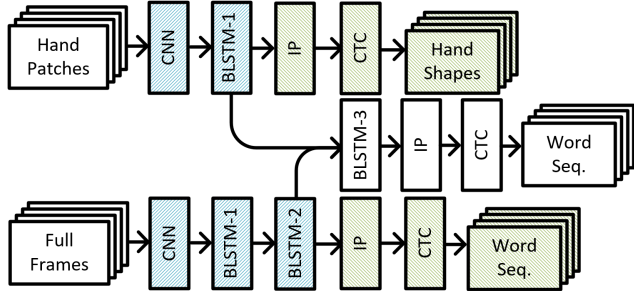 Hand
Patches
CNN
BLSTM-1
IP
CTC
Hand
Shapes
BLSTM-3
IP
CTC
Word
Seq.
Full
Frames
CNN
BLSTM-1
BLSTM-2
IP
CTC
Word
Seq.